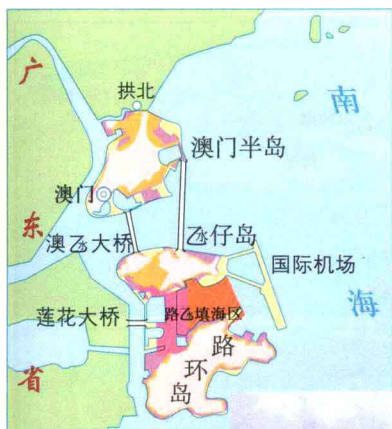 广东省
拱北
南海
澳门半岛
澳门
澳氹大桥
氹仔岛
国际机场
莲花大桥
路氹填海区
路环岛